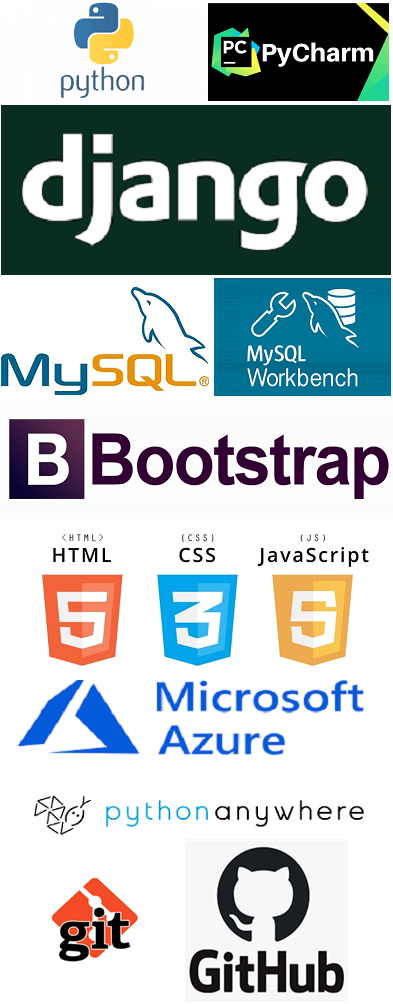 python
PC PyCharm
django
MySQL®
MySQL
Workbench
B Bootstrap
<HTML> {CSS} {JS}
HTML CSS JavaScript
5 3 5
Microsoft
Azure
pythonanywhere
git
GitHub